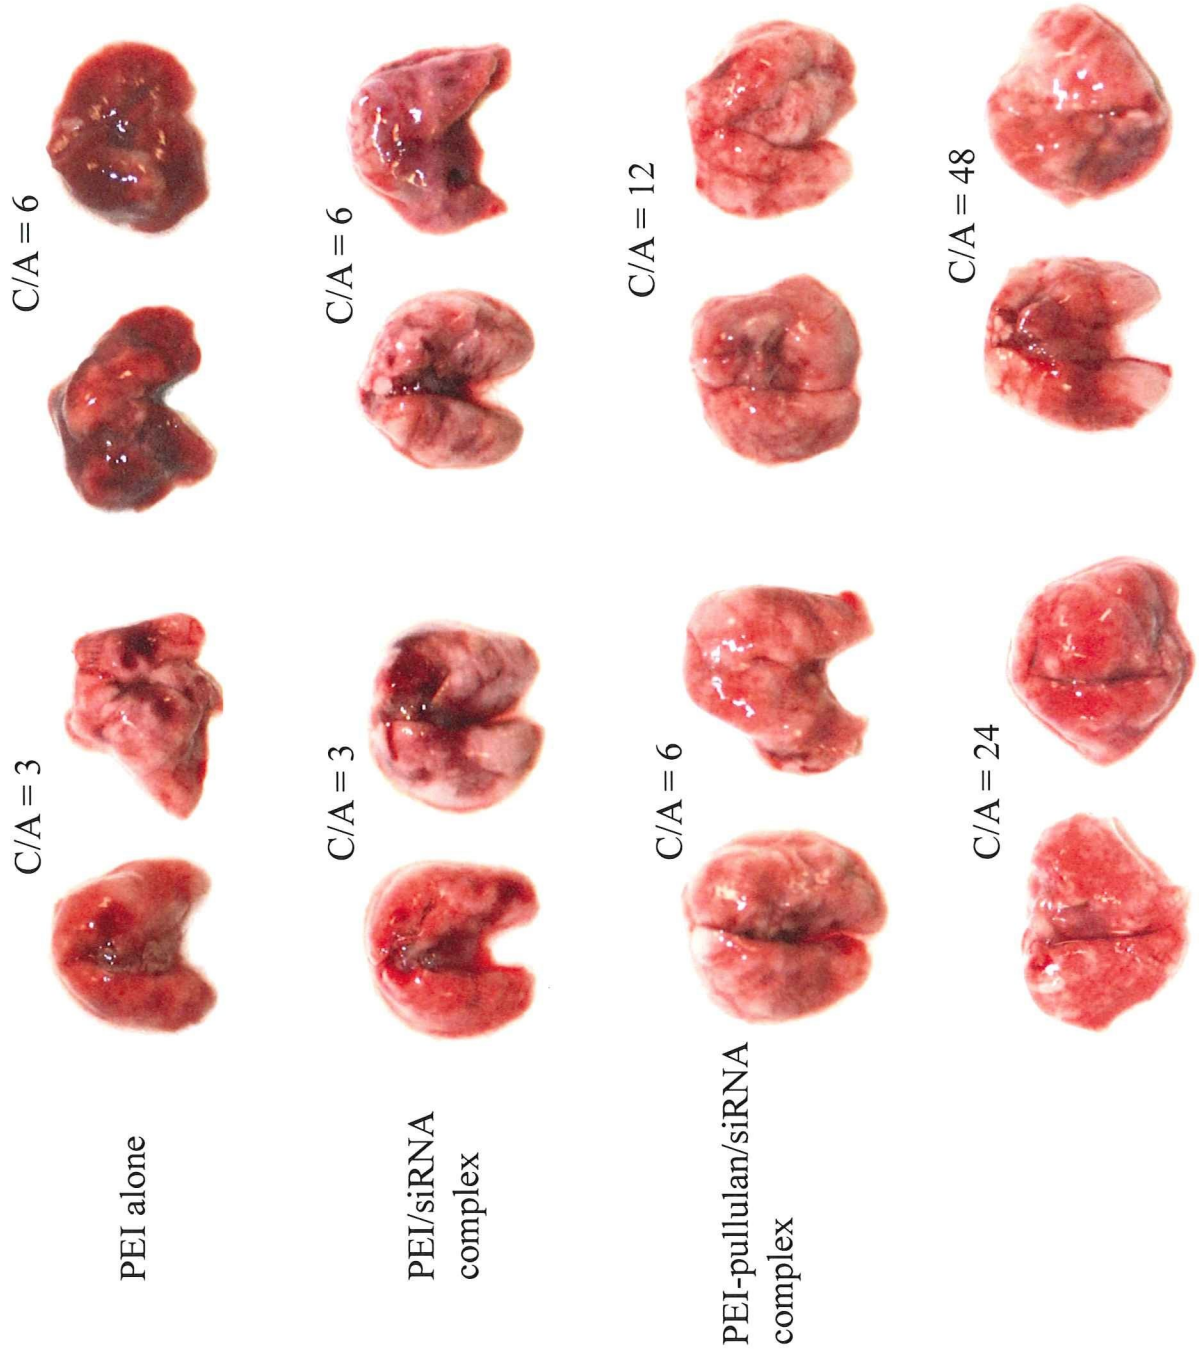 PEI alone
C/A = 3
C/A = 6
PEI/siRNA
complex
C/A = 3
C/A = 6
PEI-pullulan/siRNA
complex
C/A = 6
C/A = 12
C/A = 24
C/A = 48